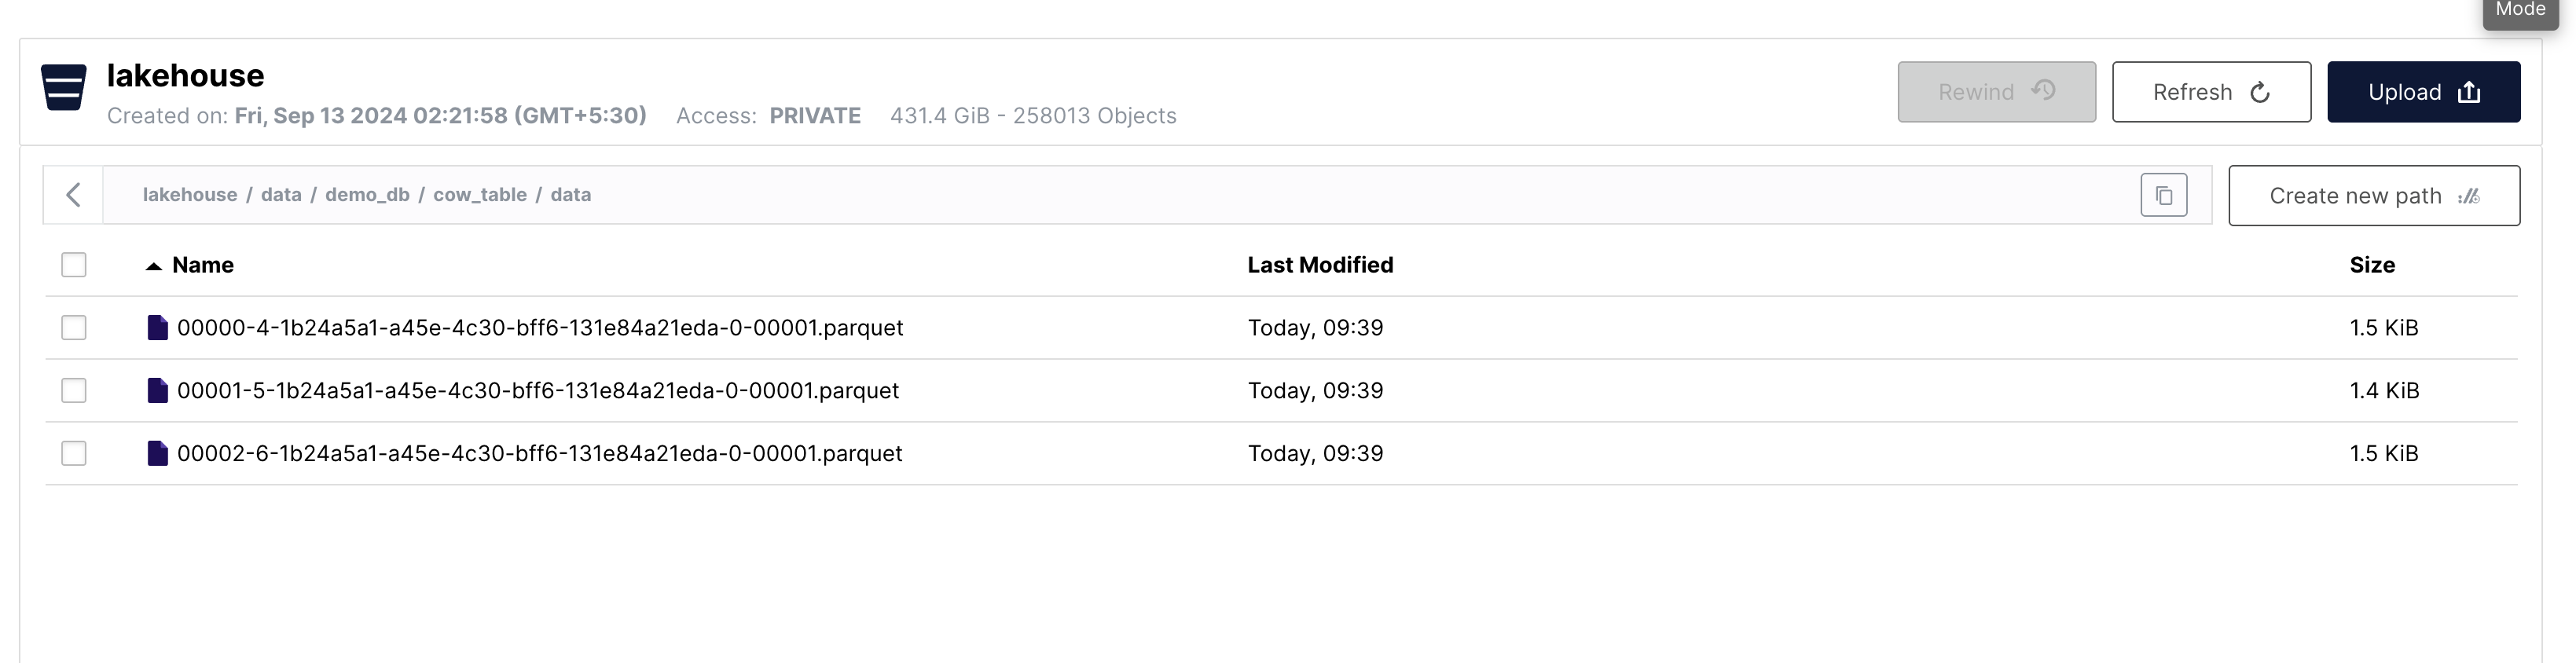 Mode
lakehouse
Created on: Fri, Sep 13 2024 02:21:58 (GMT+5:30) Access: PRIVATE 431.4 GiB - 258013 Objects
Rewind Refresh Upload
lakehouse / data / demo_db / cow_table / data
Create new path
Name Last Modified Size
00000-4-1b24a5a1-a45e-4c30-bff6-131e84a21eda-0-00001.parquet Today, 09:39 1.5 KiB
00001-5-1b24a5a1-a45e-4c30-bff6-131e84a21eda-0-00001.parquet Today, 09:39 1.4 KiB
00002-6-1b24a5a1-a45e-4c30-bff6-131e84a21eda-0-00001.parquet Today, 09:39 1.5 KiB